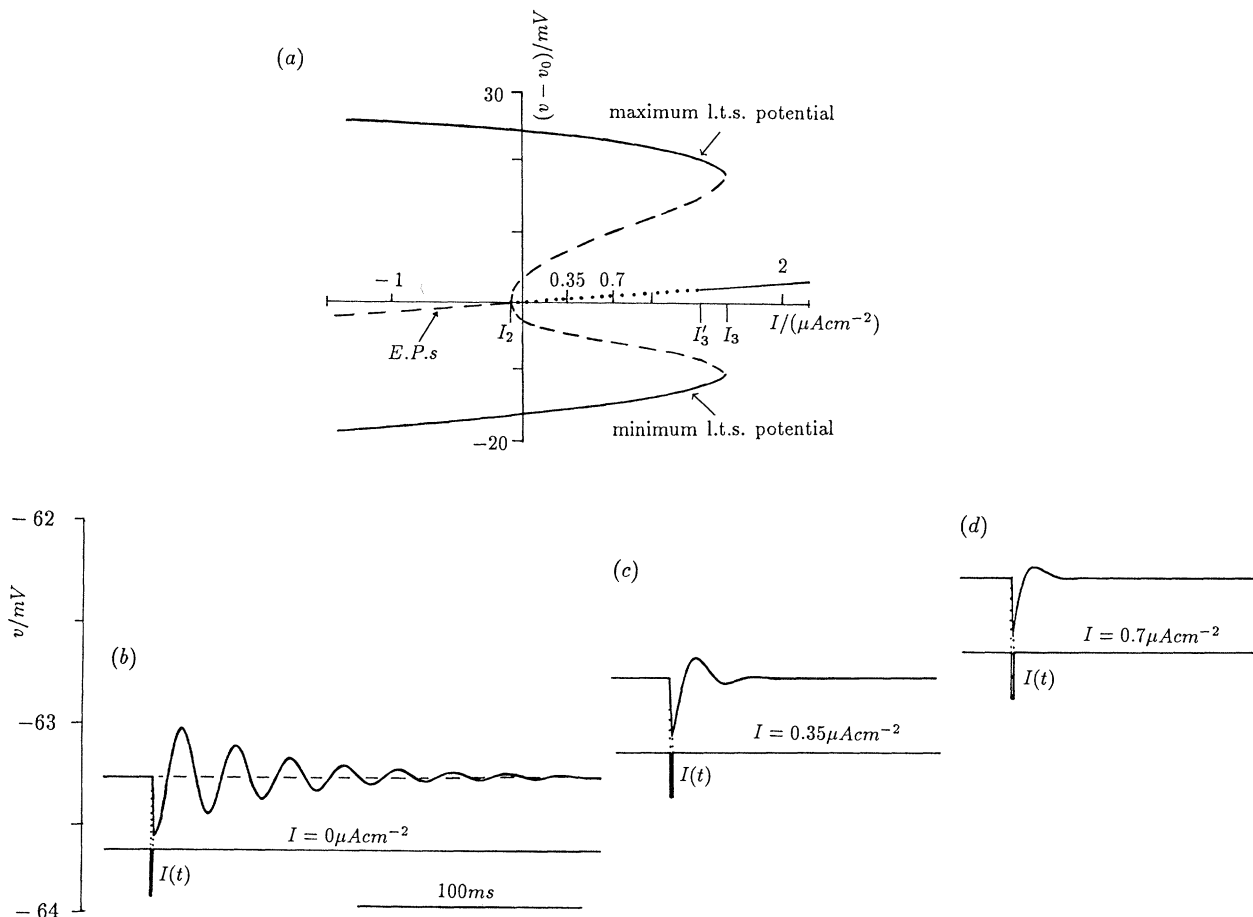 (a)
(v − v₀)/mV
30
maximum l.t.s. potential
− 1
0.35
0.7
2
I₂
I′₃
I₃
I/(μAcm⁻²)
E.P.s
minimum l.t.s. potential
−20
− 62
v/mV
−63
− 64
(b)
I = 0μAcm⁻²
I(t)
100ms
(c)
I = 0.35μAcm⁻²
I(t)
(d)
I = 0.7μAcm⁻²
I(t)